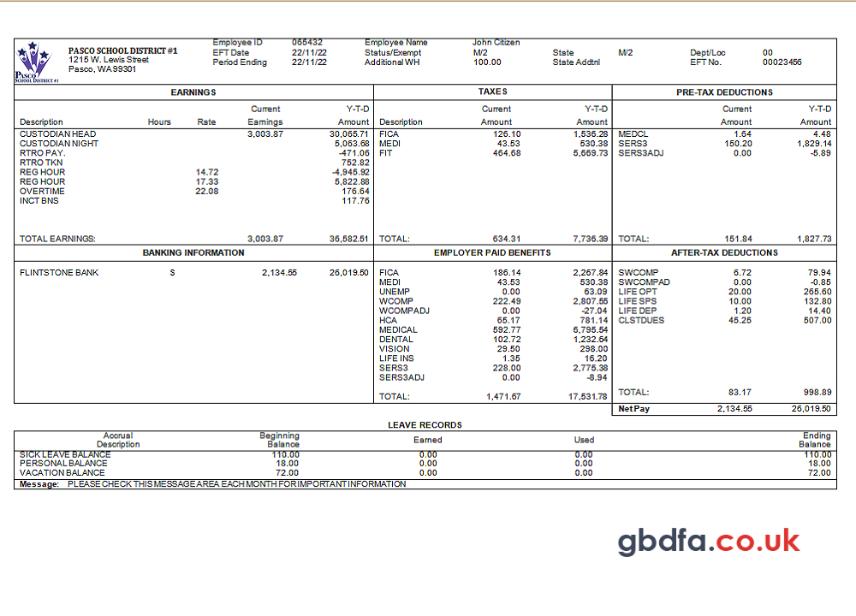 PASCO SCHOOL DISTRICT #1
1215 W. Lewis Street
Pasco, WA 99301
PASCO
SCHOOL DISTRICT #1
Employee ID 065432 Employee Name John Citizen
EFT Date 22/11/22 Status/Exempt M/2 State M/2 Dept/Loc 00
Period Ending 22/11/22 Additional WH 100.00 State Addtnl EFT No. 00023456
EARNINGS TAXES PRE-TAX DEDUCTIONS
Current Y-T-D Current Y-T-D Current Y-T-D
Description Hours Rate Earnings Amount Description Amount Amount Amount Amount
CUSTODIAN HEAD 3,003.87 30,065.71 FICA 126.10 1,536.28 MEDCL 1.64 4.48
CUSTODIAN NIGHT 5,063.68 MEDI 43.53 530.38 SERS3 150.20 1,829.14
RTRO PAY. -471.06 FIT 464.68 5,669.73 SERS3ADJ 0.00 -5.89
RTRO TKN 752.82
REG HOUR 14.72 -4,945.92
REG HOUR 17.33 5,822.88
OVERTIME 22.08 176.64
INCT BNS 117.76
TOTAL EARNINGS: 3,003.87 36,582.51 TOTAL: 634.31 7,736.39 TOTAL: 151.84 1,827.73
BANKING INFORMATION EMPLOYER PAID BENEFITS AFTER-TAX DEDUCTIONS
FLINTSTONE BANK S 2,134.55 26,019.50 FICA 186.14 2,267.84 SWCOMP 6.72 79.94
MEDI 43.53 530.38 SWCOMPAD 0.00 -0.85
UNEMP 0.00 63.09 LIFE OPT 20.00 265.60
WCOMP 222.49 2,807.55 LIFE SPS 10.00 132.80
WCOMPADJ 0.00 -27.04 LIFE DEP 1.20 14.40
HCA 65.17 781.14 CLSTDUES 45.25 507.00
MEDICAL 592.77 5,795.54
DENTAL 102.72 1,232.64
VISION 29.50 298.00
LIFE INS 1.35 16.20
SERS3 228.00 2,775.38
SERS3ADJ 0.00 -8.94
TOTAL: 1,471.67 17,531.78 TOTAL: 83.17 998.89
Net Pay 2,134.55 26,019.50
LEAVE RECORDS
Accrual Beginning Earned Used Ending
Description Balance Balance
SICK LEAVE BALANCE 110.00 0.00 0.00 110.00
PERSONAL BALANCE 18.00 0.00 0.00 18.00
VACATION BALANCE 72.00 0.00 0.00 72.00
Message: PLEASE CHECK THIS MESSAGE AREA EACH MONTH FOR IMPORTANT INFORMATION
gbdfa.co.uk